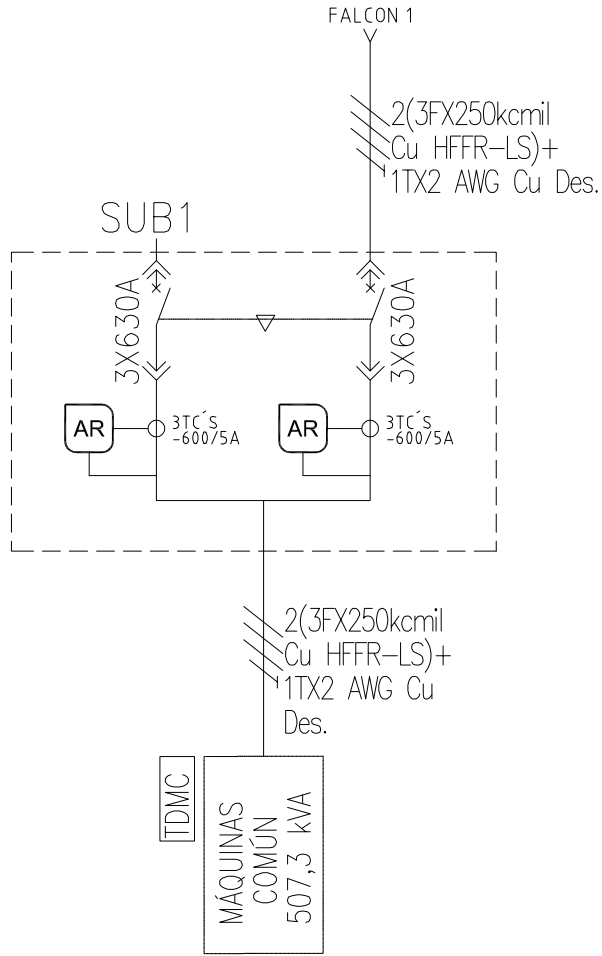 FALCON 1
2(3FX250kcmil
Cu HFFR-LS)+
1TX2 AWG Cu Des.
SUB1
3X630A
3X630A
AR
3TC´S
-600/5A
AR
3TC´S
-600/5A
2(3FX250kcmil
Cu HFFR-LS)+
1TX2 AWG Cu
Des.
TDMC
MÁQUINAS
COMÚN
507,3 kVA